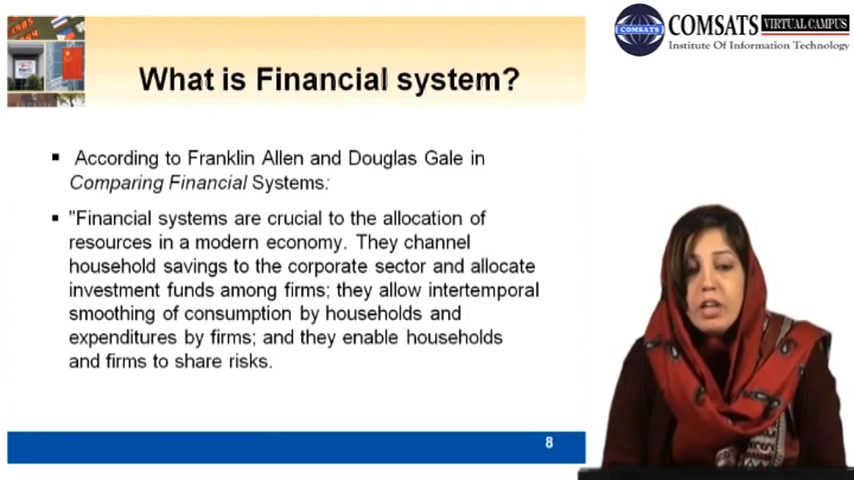 COMSATS VIRTUAL CAMPUS
Institute Of Information Technology
COMSATS
What is Financial system?
▪ According to Franklin Allen and Douglas Gale in
Comparing Financial Systems:
▪ "Financial systems are crucial to the allocation of
resources in a modern economy. They channel
household savings to the corporate sector and allocate
investment funds among firms; they allow intertemporal
smoothing of consumption by households and
expenditures by firms; and they enable households
and firms to share risks.
8